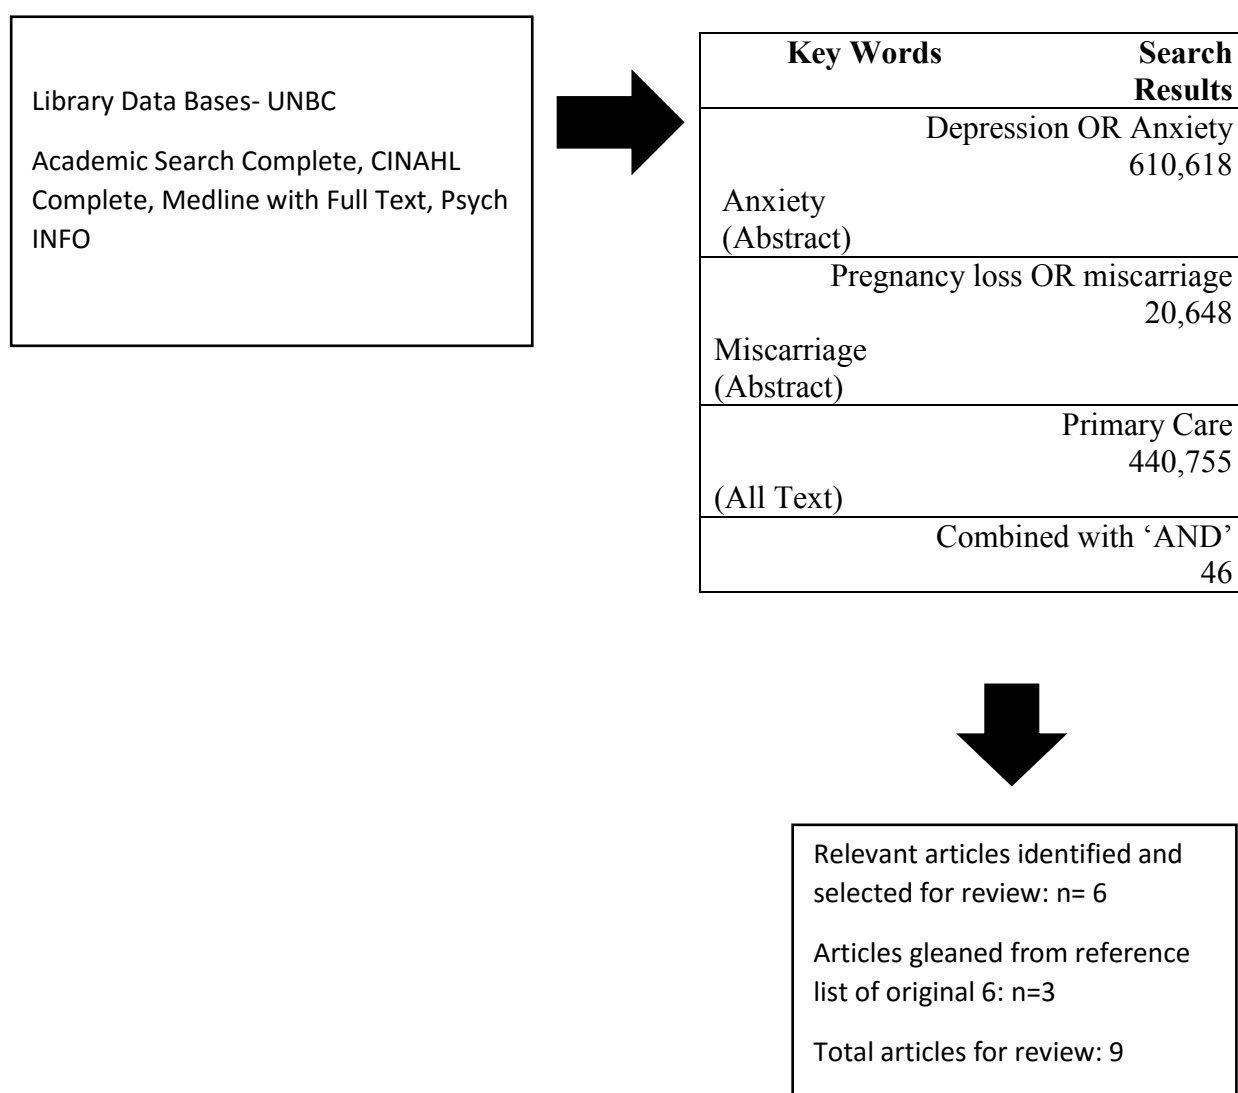 Library Data Bases- UNBC
Academic Search Complete, CINAHL
Complete, Medline with Full Text, Psych
INFO
Key Words Search
Results
Depression OR Anxiety
610,618
Anxiety
(Abstract)
Pregnancy loss OR miscarriage
20,648
Miscarriage
(Abstract)
Primary Care
440,755
(All Text)
Combined with ‘AND’
46
Relevant articles identified and
selected for review: n= 6
Articles gleaned from reference
list of original 6: n=3
Total articles for review: 9